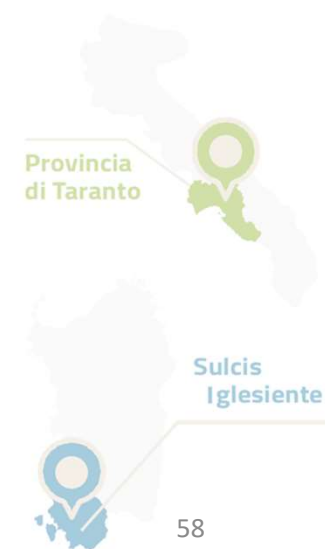 Provincia
di Taranto
Sulcis
Iglesiente
58